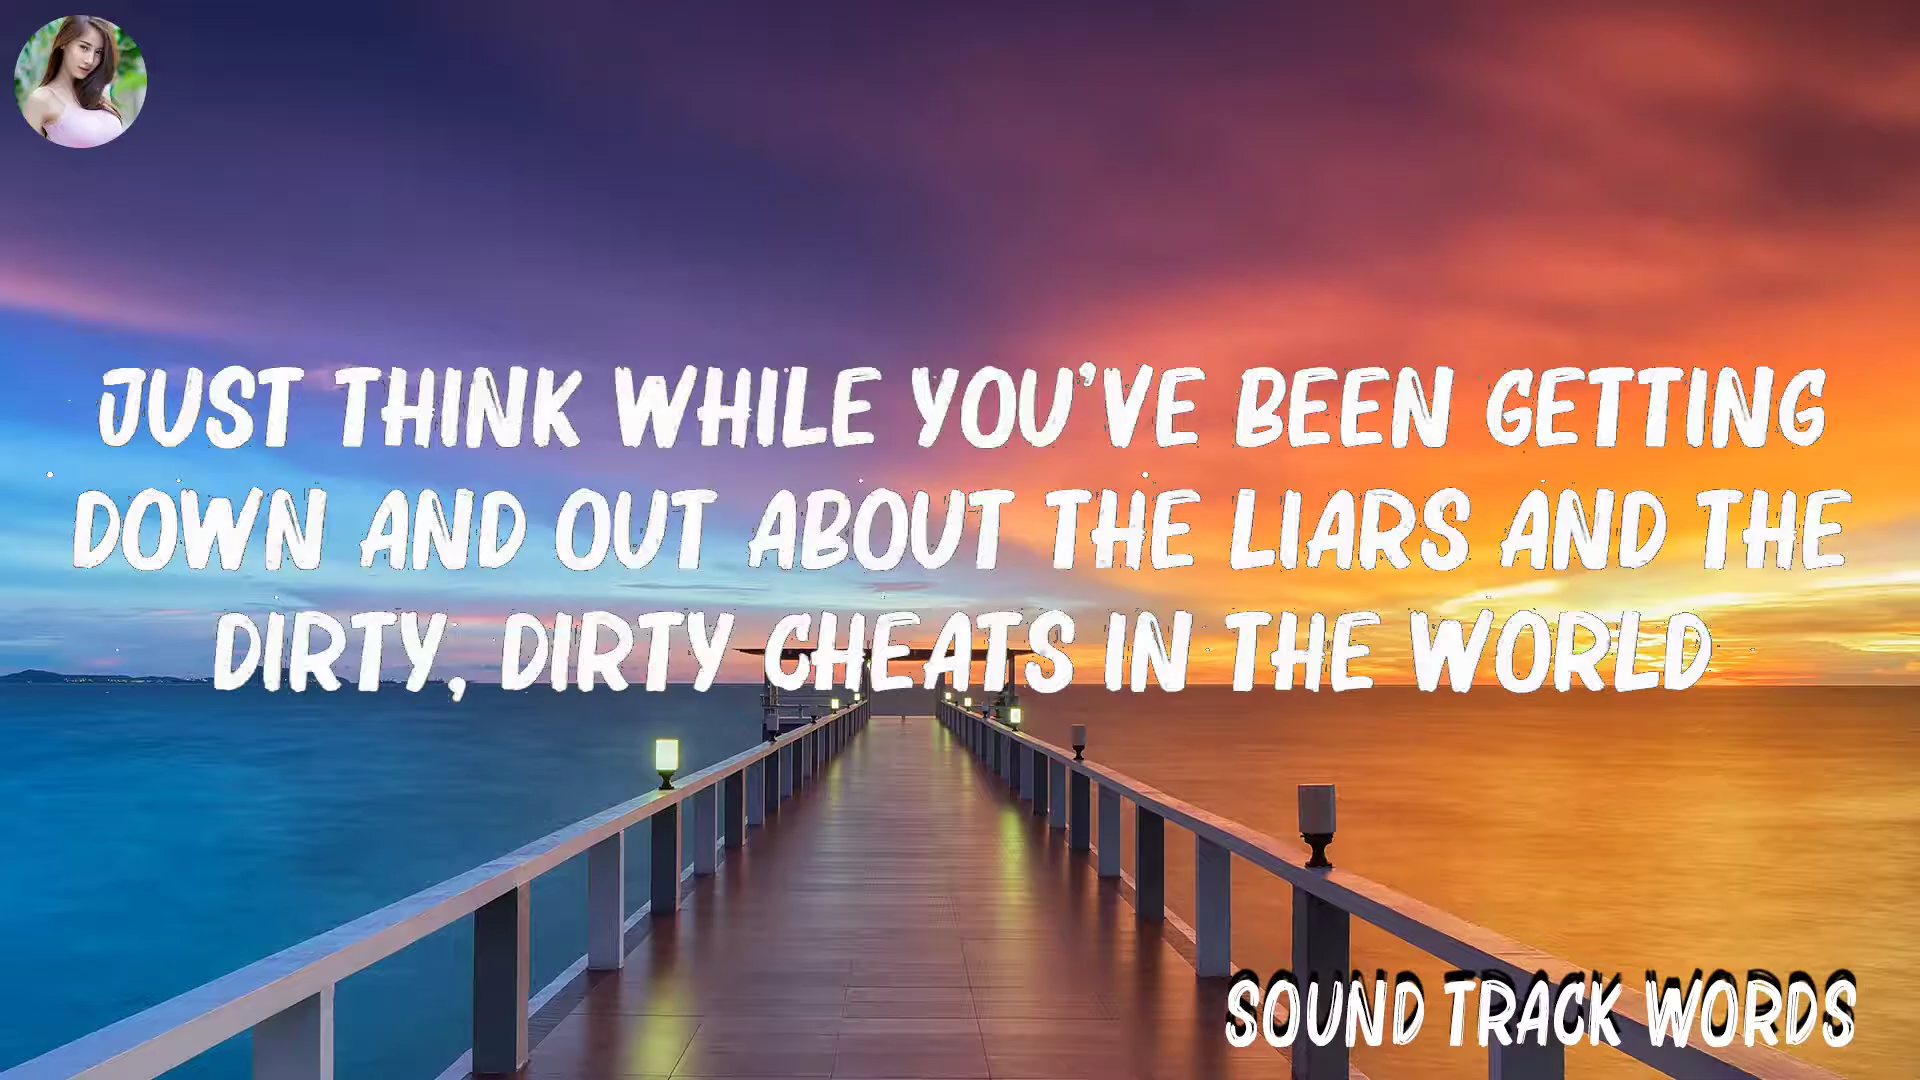 JUST THINK WHILE YOU'VE BEEN GETTING
DOWN AND OUT ABOUT THE LIARS AND THE
DIRTY, DIRTY CHEATS IN THE WORLD
SOUND TRACK WORDS